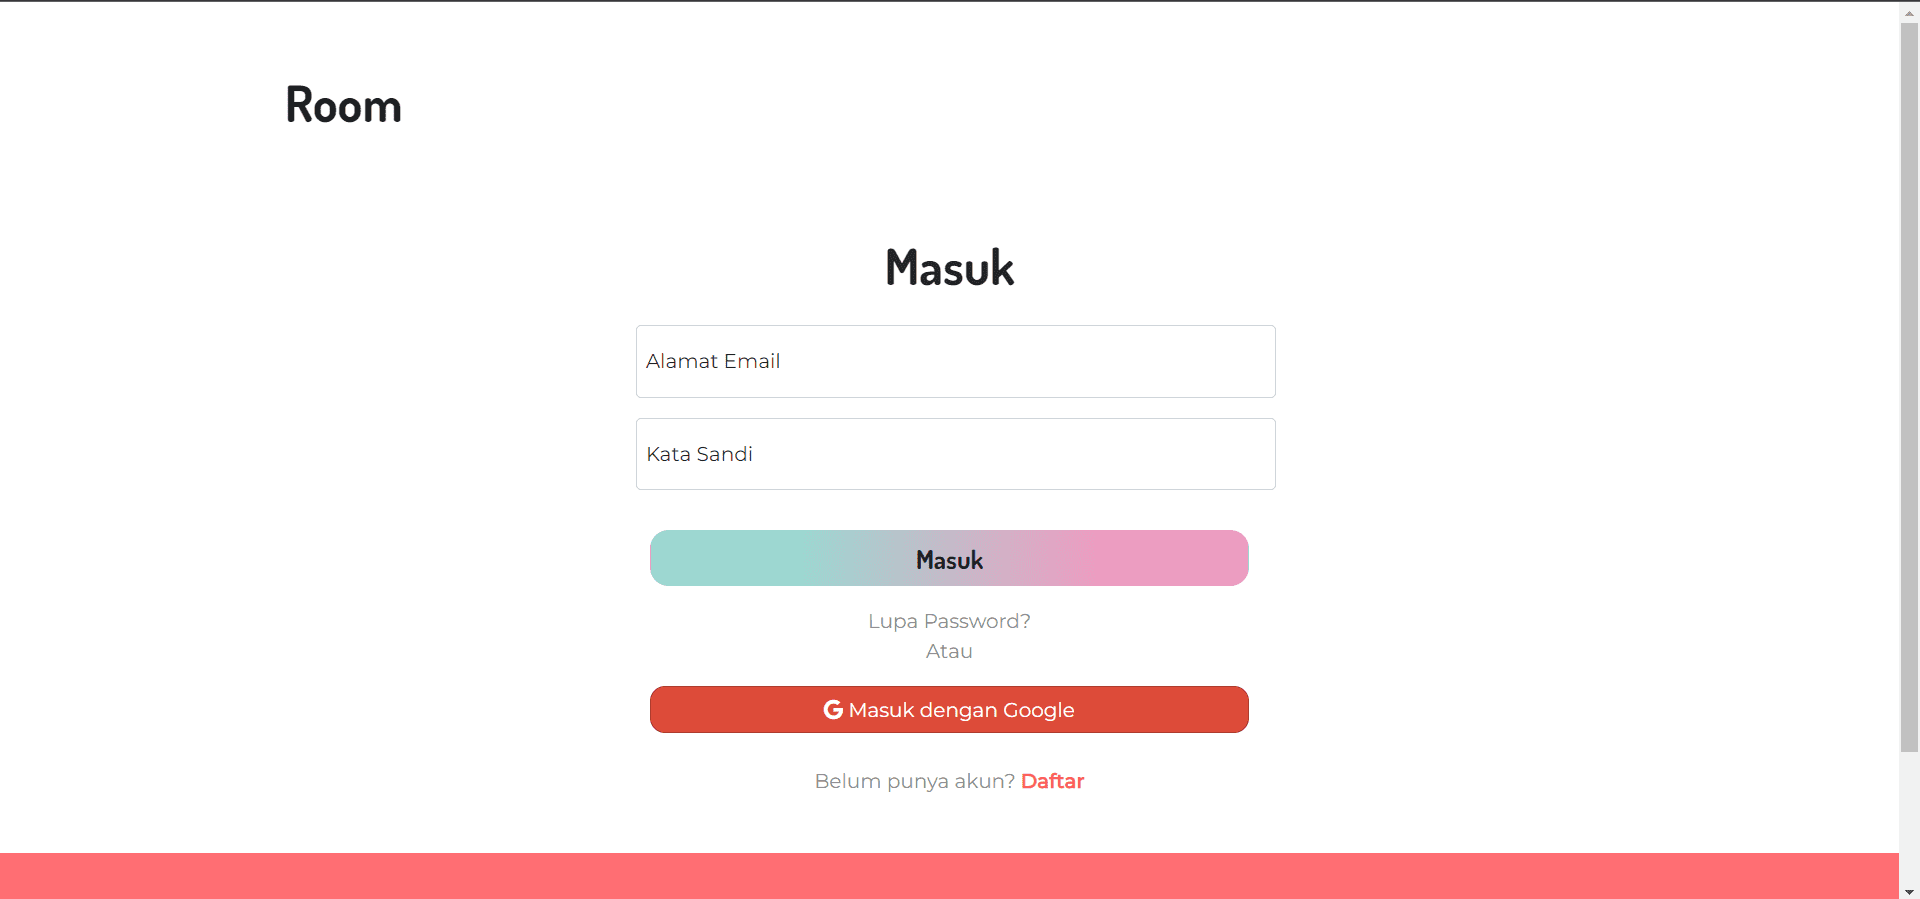 Room
Masuk
Alamat Email
Kata Sandi
Masuk
Lupa Password?
Atau
G Masuk dengan Google
Belum punya akun? Daftar